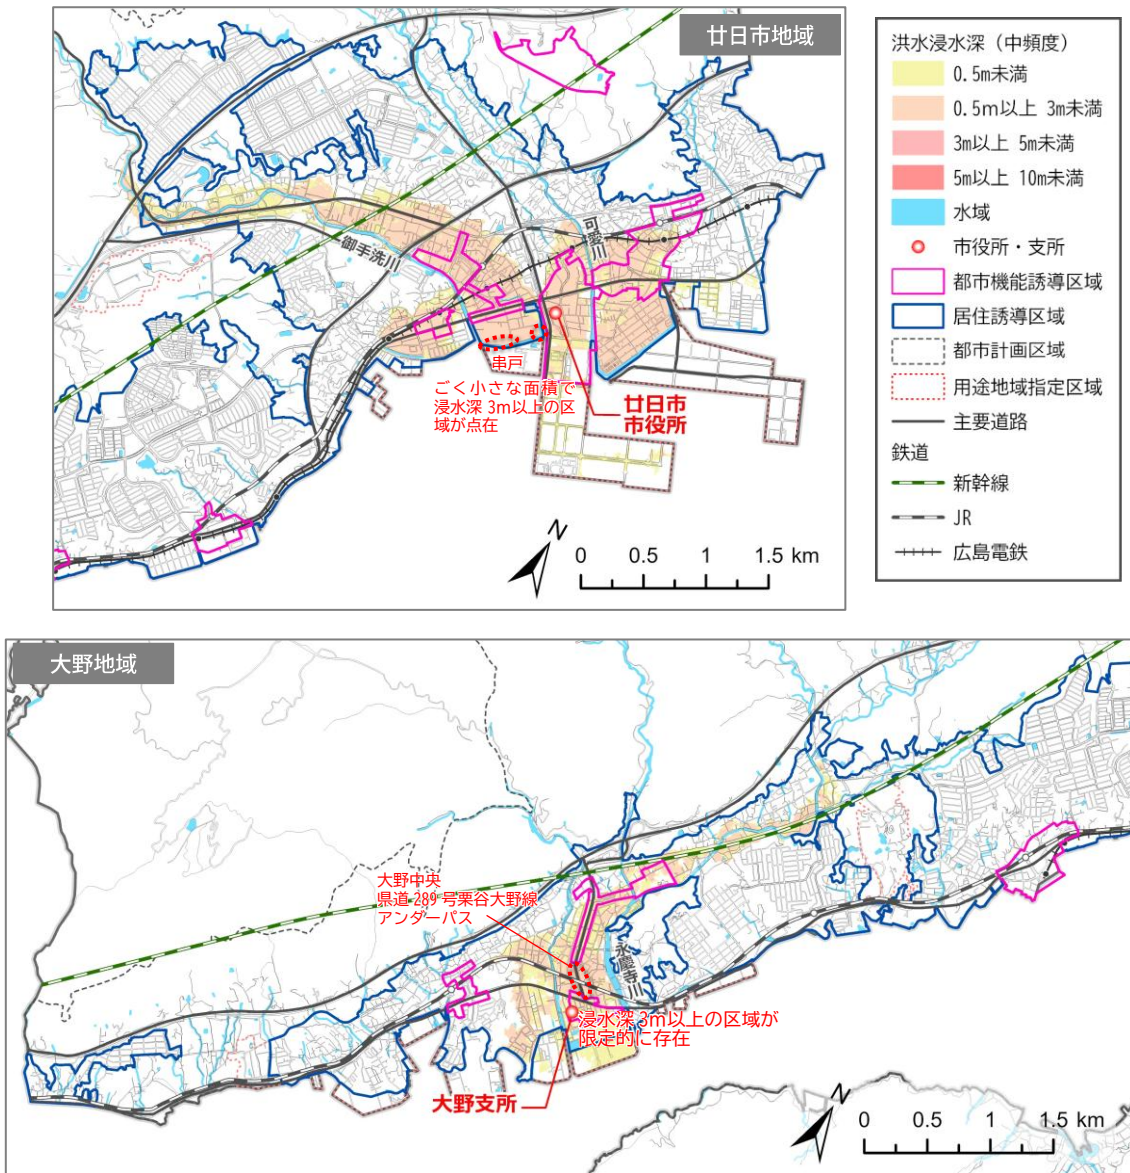 廿日市地域
御手洗川
可愛川
串戸
ごく小さな面積で
浸水深 3m以上の区
域が点在
廿日市
市役所
N
0 0.5 1 1.5 km
洪水浸水深（中頻度）
0.5m未満
0.5m以上 3m未満
3m以上 5m未満
5m以上 10m未満
水域
市役所・支所
都市機能誘導区域
居住誘導区域
都市計画区域
用途地域指定区域
主要道路
鉄道
新幹線
JR
広島電鉄
大野地域
大野中央
県道 289 号栗谷大野線
アンダーパス
永慶寺川
浸水深 3m以上の区域が
限定的に存在
大野支所
N
0 0.5 1 1.5 km